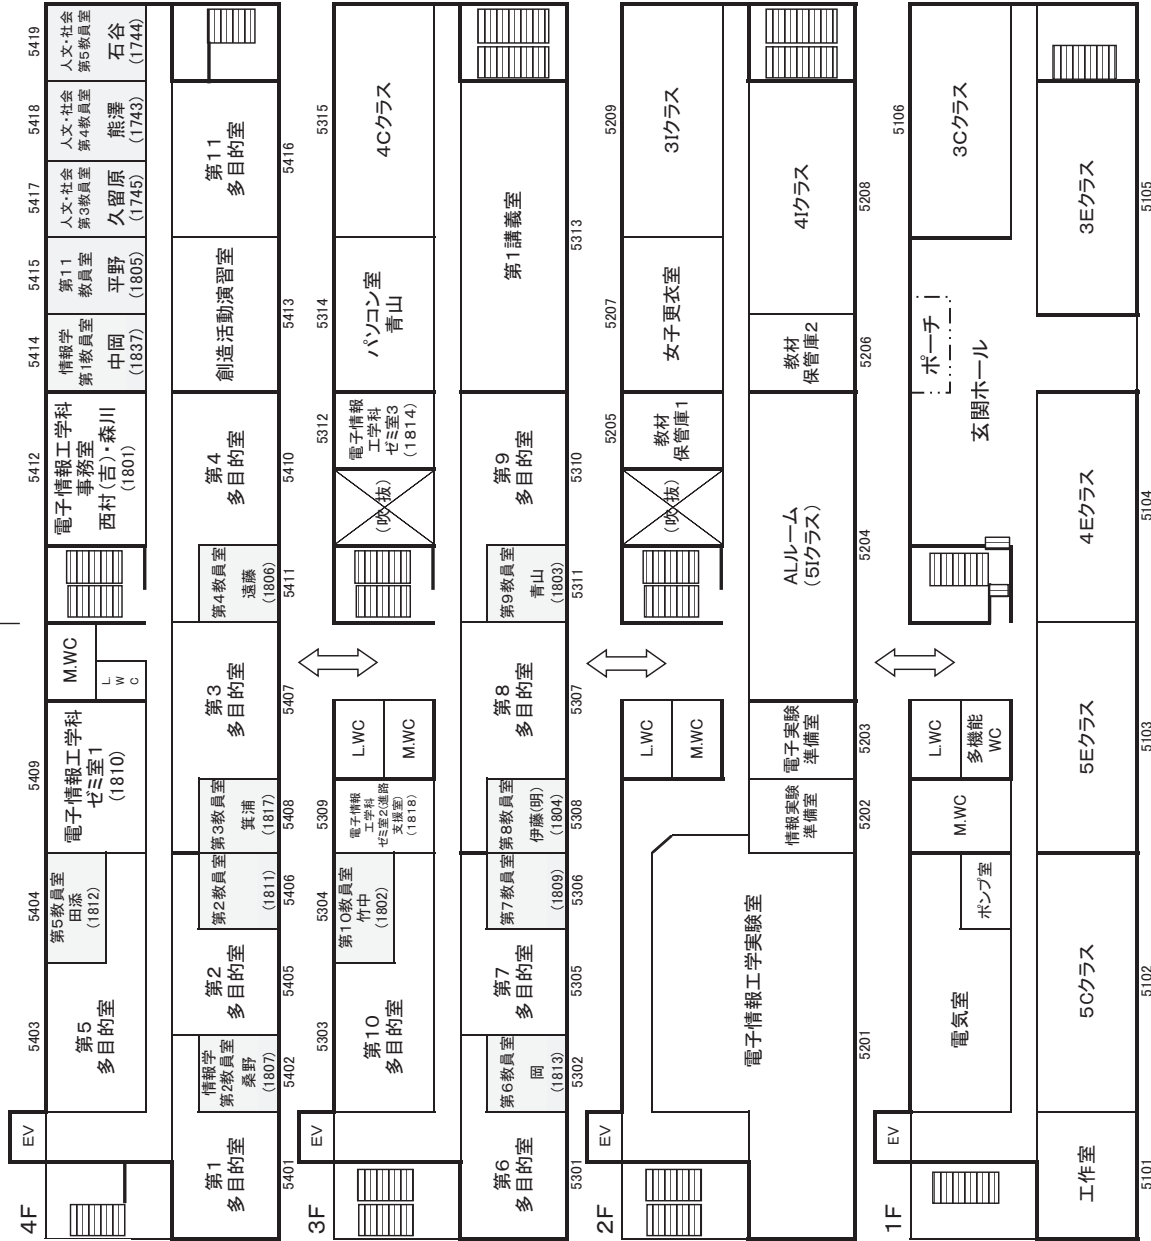 4F
EV
5419
人文・社会
第5教員室
石谷
(1744)
5418
人文・社会
第4教員室
熊澤
(1743)
5417
人文・社会
第3教員室
久留原
(1745)
5415
第11
教員室
平野
(1805)
5414
情報学
第1教員室
中岡
(1837)
5412
電子情報工学科
事務室
西村(吉)・森川
(1801)
M.WC
L
W
C
5409
電子情報工学科
ゼミ室1
(1810)
5404
第5教員室
田添
(1812)
5403
第5
多目的室
第11
多目的室
5416
創造活動演習室
5413
第4
多目的室
5410
第4教員室
遠藤
(1806)
5411
第3
多目的室
5407
第3教員室
箕浦
(1817)
5408
第2教員室
(1811)
5406
第2
多目的室
5405
情報学
第2教員室
桑野
(1807)
5402
第1
多目的室
5401
3F
EV
5315
4Cクラス
5314
パソコン室
青山
5312
電子情報
工学科
ゼミ室3
(1814)
(吹抜)
L.WC
M.WC
5309
電子情報
工学科
ゼミ室2(進路
支援室)
(1818)
5304
第10教員室
竹中
(1802)
5303
第10
多目的室
第1講義室
5313
第9
多目的室
5310
第9教員室
青山
(1803)
5311
第8
多目的室
5307
第8教員室
伊藤(明)
(1804)
5308
第7教員室
(1809)
5306
第7
多目的室
5305
第6教員室
岡
(1813)
5302
第6
多目的室
5301
2F
EV
5209
3Iクラス
5207
女子更衣室
5205
教材
保管庫1
(吹抜)
L.WC
M.WC
4Iクラス
5208
教材
保管庫2
5206
ALルーム
(5Iクラス)
5204
電子実験
準備室
5203
情報実験
準備室
5202
電子情報工学実験室
5201
1F
EV
5106
3Cクラス
ポーチ
玄関ホール
L.WC
多機能
WC
M.WC
ポンプ室
電気室
3Eクラス
5105
4Eクラス
5104
5Eクラス
5103
5Cクラス
5102
工作室
5101